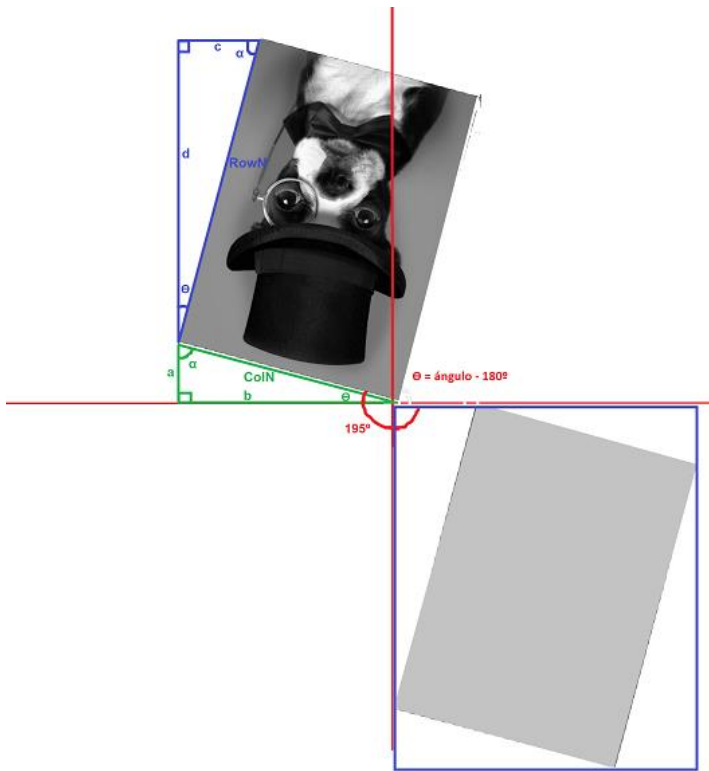 c
α
d
RowN
ɵ
a
α
ColN
b
ɵ
ɵ = ángulo - 180º
195º